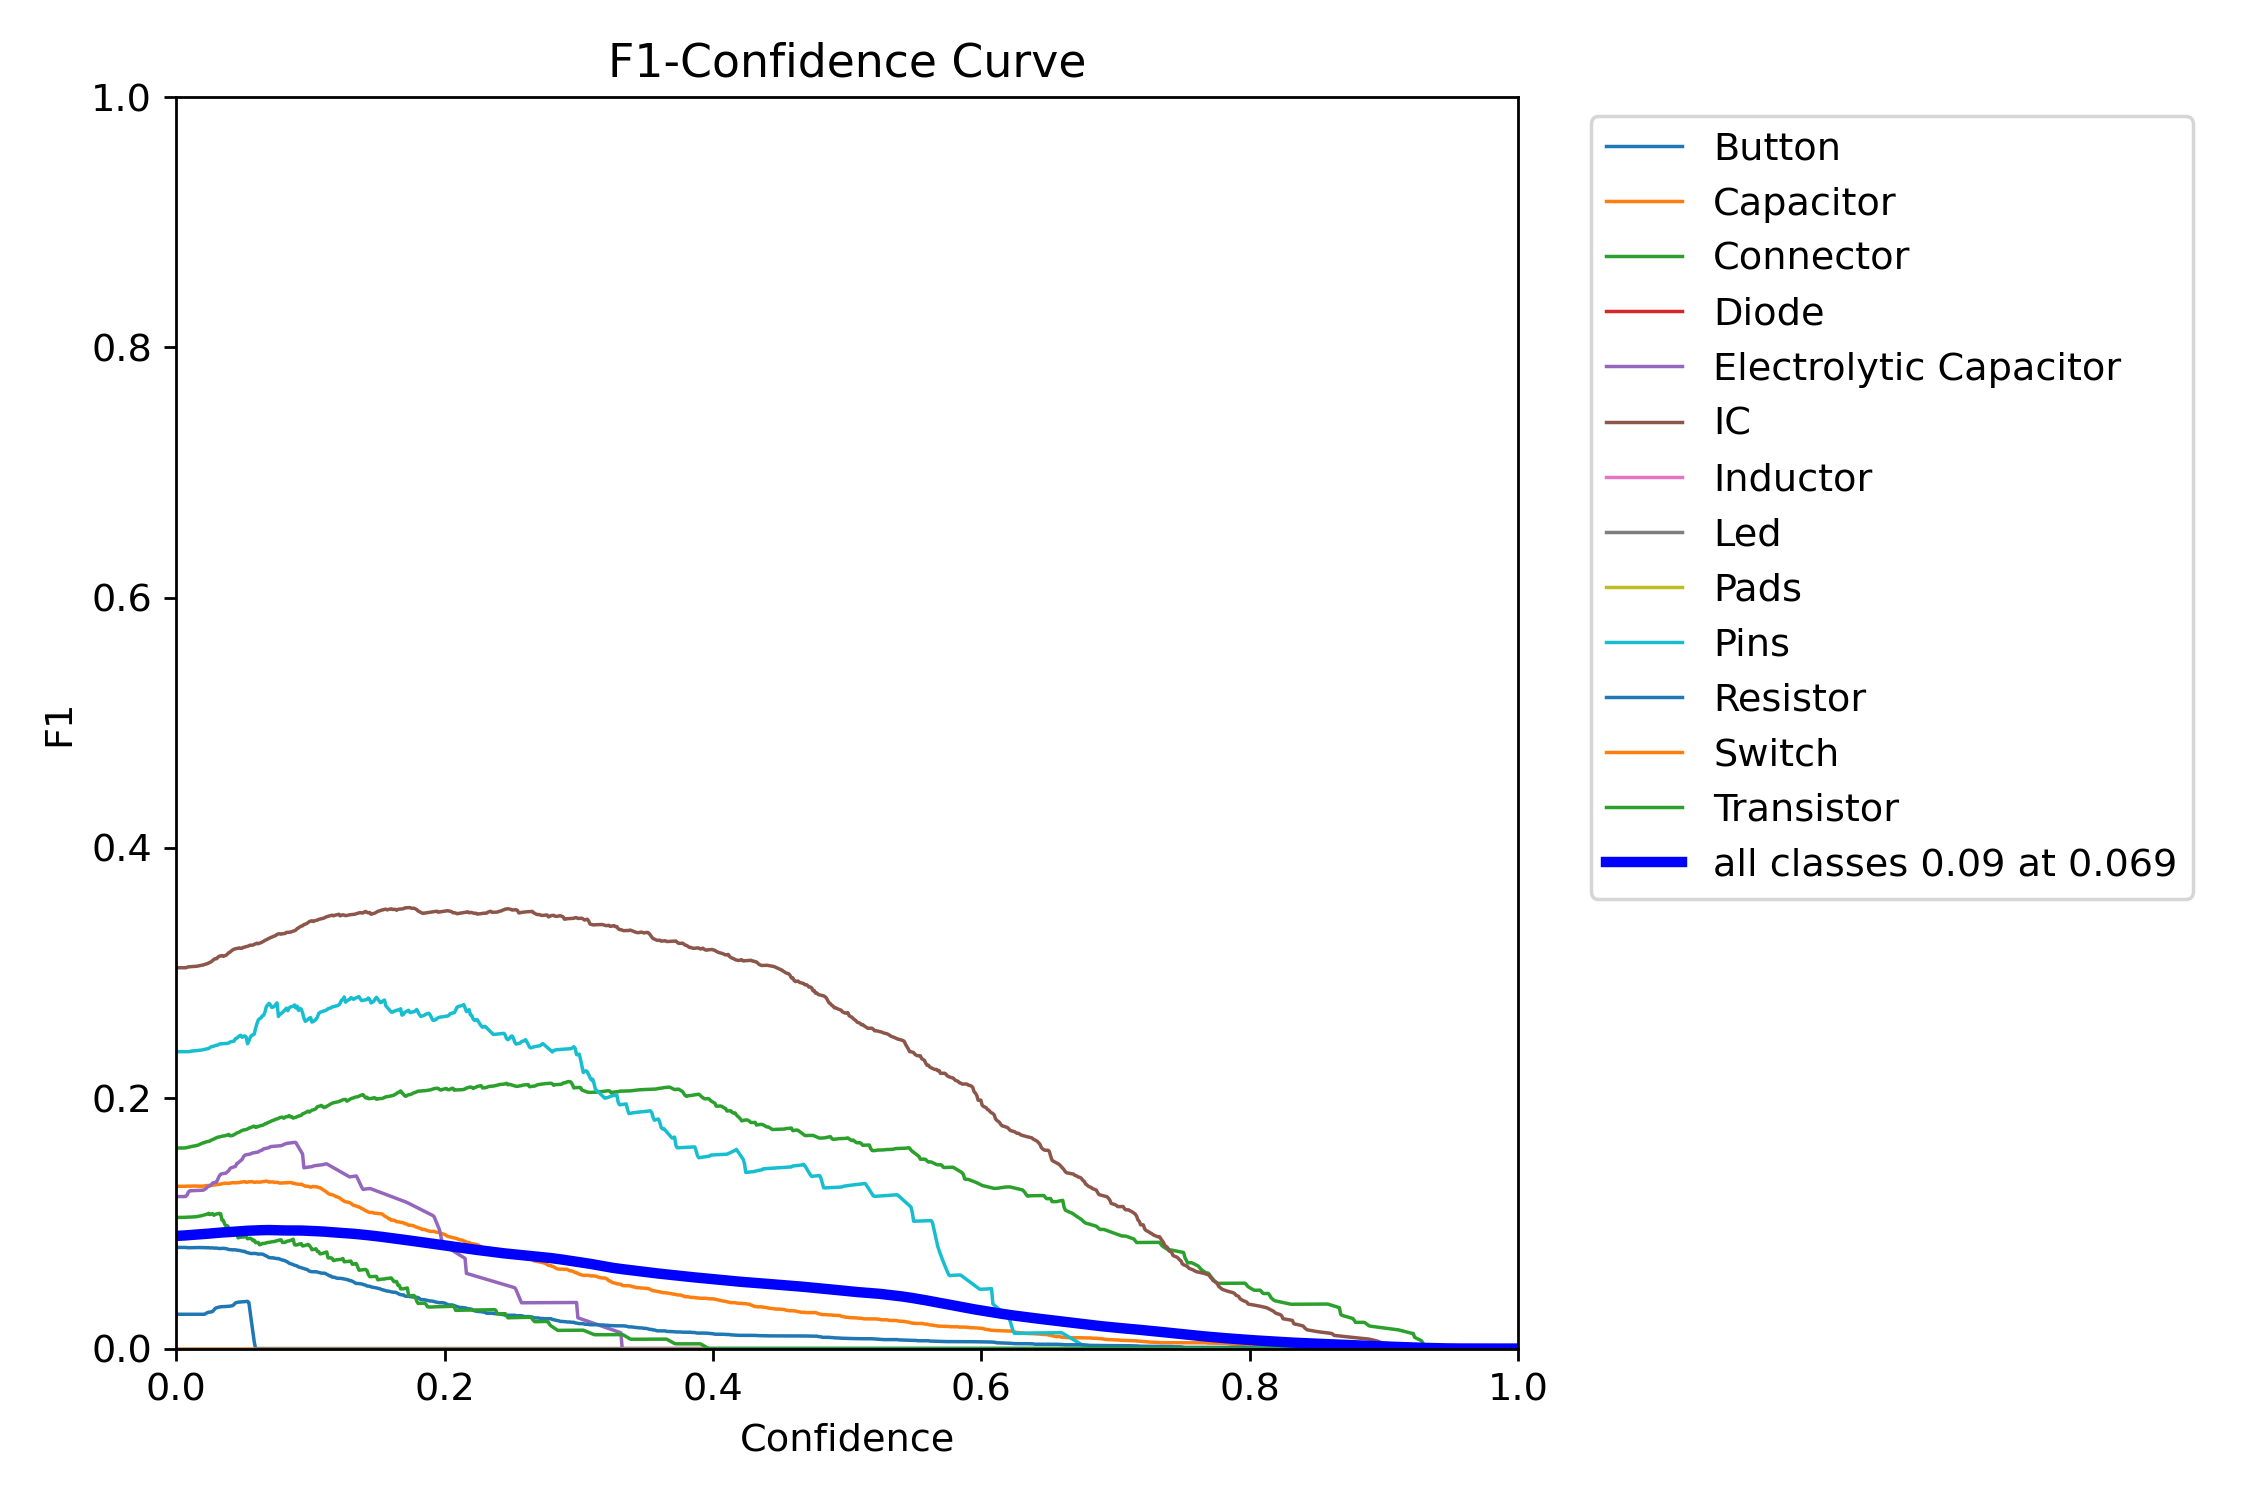 F1-Confidence Curve
1.0
0.8
0.6
0.4
0.2
0.0
F1
0.0 0.2 0.4 0.6 0.8 1.0
Confidence
Button
Capacitor
Connector
Diode
Electrolytic Capacitor
IC
Inductor
Led
Pads
Pins
Resistor
Switch
Transistor
all classes 0.09 at 0.069